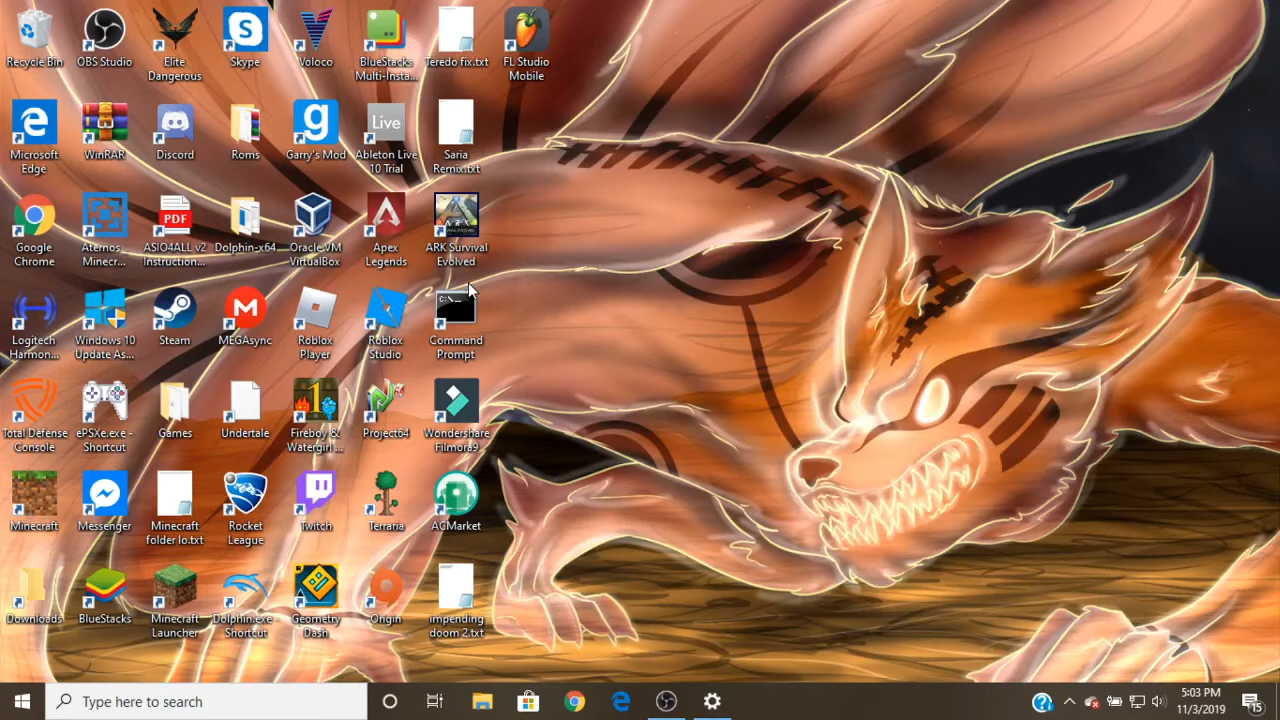 Recycle Bin
OBS Studio
Elite
Dangerous
Skype
Voloco
BlueStacks
Multi-Insta...
Teredo fix.txt
FL Studio
Mobile
Microsoft
Edge
WinRAR
Discord
Roms
Garry's Mod
Live
Ableton Live
10 Trial
Saria
Remix.txt
Google
Chrome
Aternos _
Minecr...
PDF
ASIO4ALL v2
Instruction...
Dolphin-x64
Oracle VM
VirtualBox
Apex
Legends
ARK Survival
Evolved
Logitech
Harmon...
Windows 10
Update As...
Steam
MEGAsync
Roblox
Player
Roblox
Studio
C:\>_
Command
Prompt
Total Defense
Console
ePSXe.exe -
Shortcut
Games
Undertale
Fireboy &
Watergirl ...
Project64
Wondershare
Filmora9
Minecraft
Messenger
Minecraft
folder lo.txt
Rocket
League
Twitch
Terraria
ACMarket
Downloads
BlueStacks
Minecraft
Launcher
Dolphin.exe -
Shortcut
Geometry
Dash
Origin
impending
doom 2.txt
Type here to search
5:03 PM
11/3/2019
15